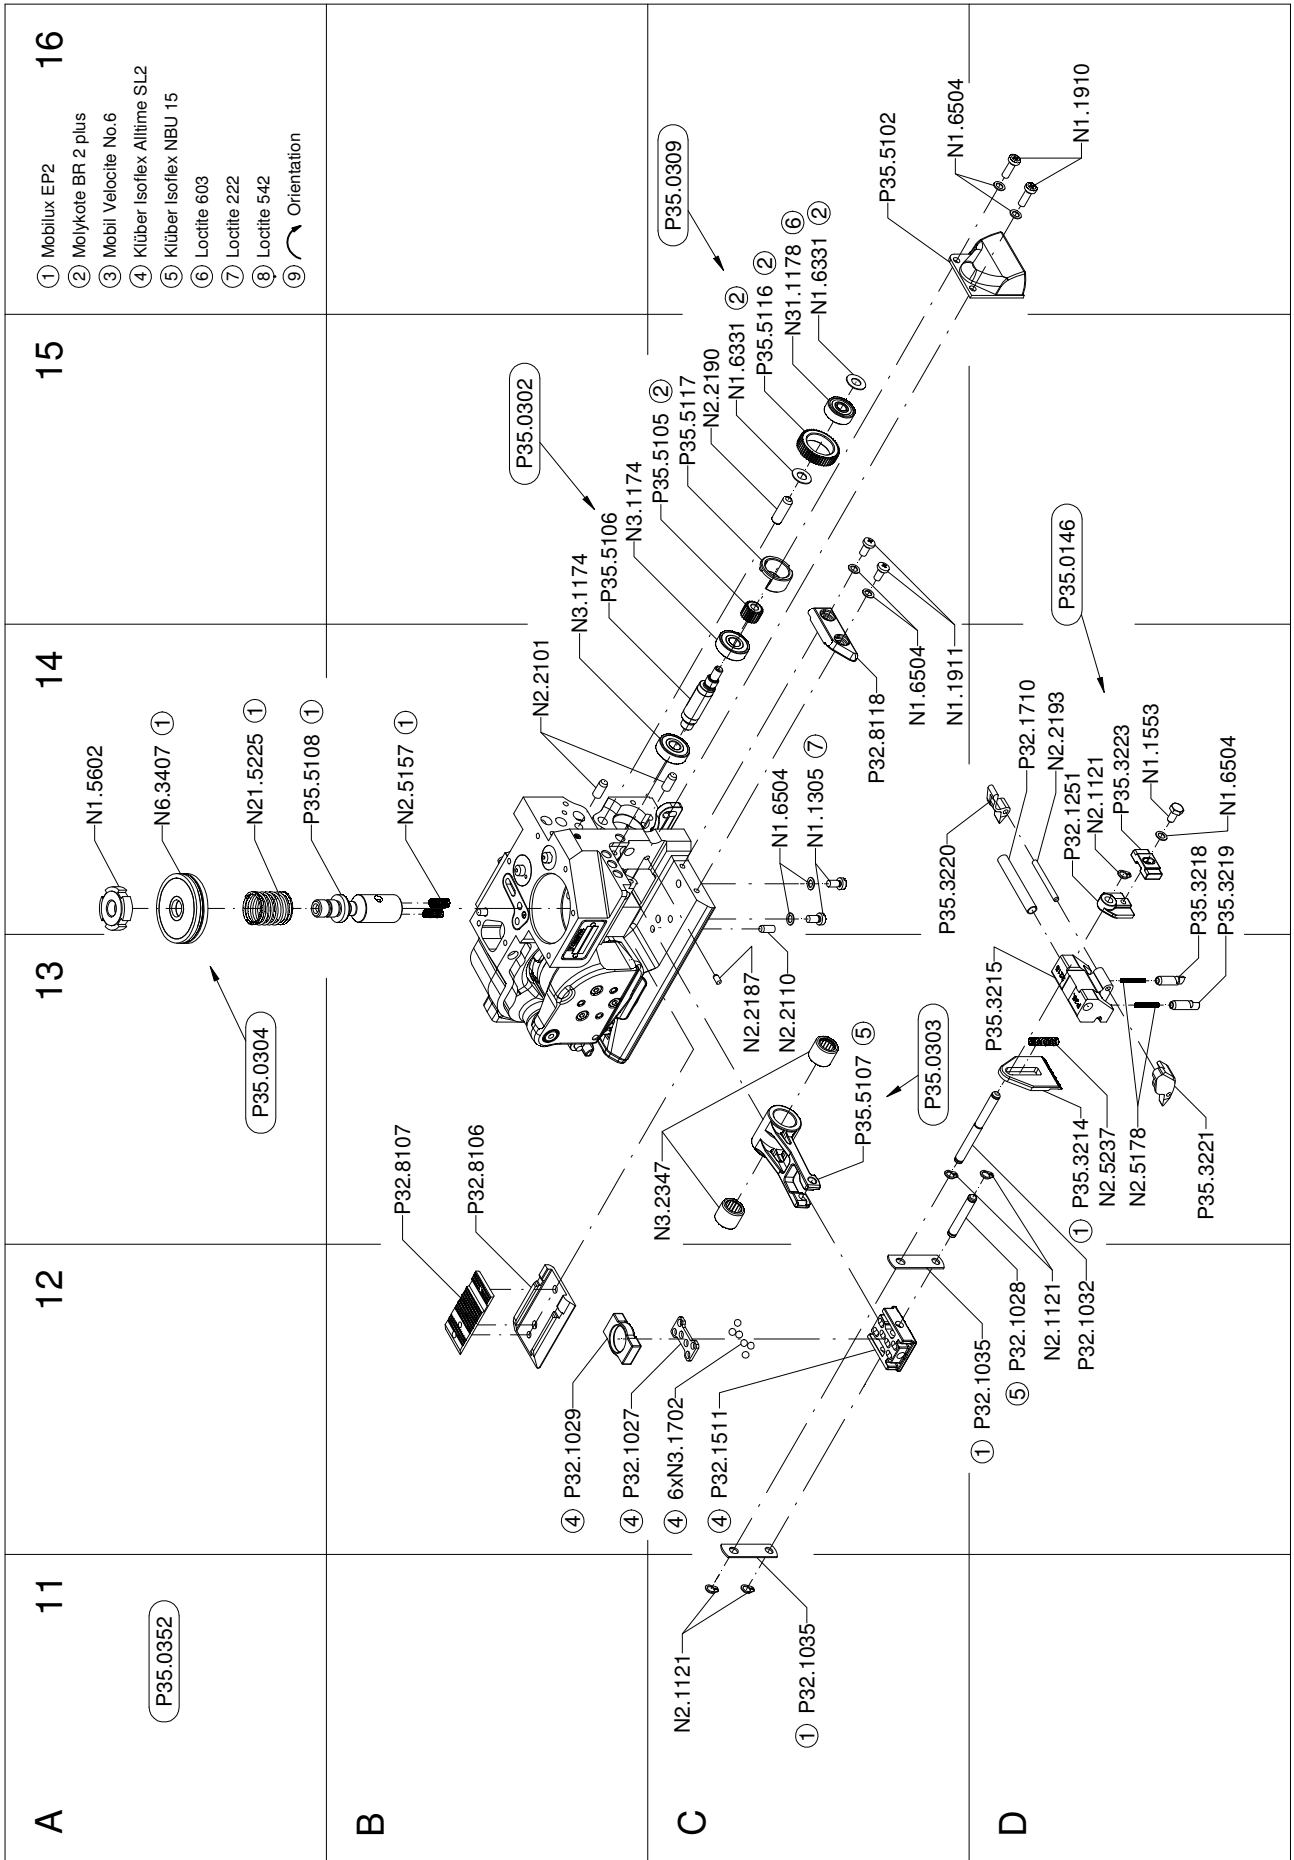 11
12
13
14
15
16
A
B
C
D
P35.0352
① Mobilux EP2
② Molykote BR 2 plus
③ Mobil Velocite No.6
④ Klüber Isoflex Alltime SL2
⑤ Klüber Isoflex NBU 15
⑥ Loctite 603
⑦ Loctite 222
⑧ Loctite 542
⑨ Orientation
P35.0304
N1.5602
N6.3407 ①
N21.5225 ①
P35.5108 ①
N2.5157 ①
P32.8107
P32.8106
④ P32.1029
④ P32.1027
④ 6xN3.1702
④ P32.1511
N2.1121
① P32.1035
N2.2101
N3.1174
P35.5106
N3.1174
P35.5105 ②
P35.5117
N2.2190
N1.6331 ②
P35.5116 ②
N31.1178 ⑥
N1.6331 ②
P35.0302
P35.0309
P35.5102
N1.6504
N1.1910
P32.8118
N1.6504
N1.1911
N1.6504
N1.1305 ⑦
N2.2187
N2.2110
N3.2347
P35.5107 ⑤
P35.0303
① P32.1035
⑤ P32.1028
N2.1121
P32.1032
① P35.3214
N2.5237
N2.5178
P35.3221
P35.3215
P35.3220
P32.1710
N2.2193
P32.1251
N2.1121
P35.3223
N1.1553
N1.6504
P35.3218
P35.3219
P35.0146